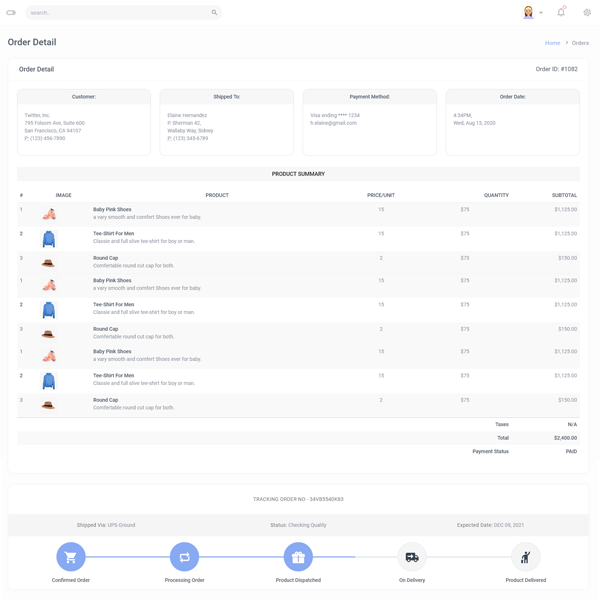 search..
Order Detail
Home > Orders
Order Detail
Order ID: #1082
Customer:
Twitter, Inc.
795 Folsom Ave, Suite 600
San Francisco, CA 94107
P: (123) 456-7890
Shipped To:
Elaine Hernandez
P. Sherman 42,
Wallaby Way, Sidney
P: (123) 345-6789
Payment Method:
Visa ending **** 1234
h.elaine@gmail.com
Order Date:
4:34PM,
Wed, Aug 13, 2020
PRODUCT SUMMARY
# IMAGE PRODUCT PRICE/UNIT QUANTITY SUBTOTAL
1 Baby Pink Shoes 15 $75 $1,125.00
a vary smooth and comfort Shoes ever for baby.
2 Tee-Shirt For Men 15 $75 $1,125.00
Classie and full slive tee-shirt for boy or man.
3 Round Cap 2 $75 $150.00
Comfortable round cut cap for both.
1 Baby Pink Shoes 15 $75 $1,125.00
a vary smooth and comfort Shoes ever for baby.
2 Tee-Shirt For Men 15 $75 $1,125.00
Classie and full slive tee-shirt for boy or man.
3 Round Cap 2 $75 $150.00
Comfortable round cut cap for both.
1 Baby Pink Shoes 15 $75 $1,125.00
a vary smooth and comfort Shoes ever for baby.
2 Tee-Shirt For Men 15 $75 $1,125.00
Classie and full slive tee-shirt for boy or man.
3 Round Cap 2 $75 $150.00
Comfortable round cut cap for both.
Taxes N/A
Total $2,400.00
Payment Status PAID
TRACKING ORDER NO - 34VB5540K83
Shipped Via: UPS Ground
Status: Checking Quality
Expected Date: DEC 09, 2021
Confirmed Order
Processing Order
Product Dispatched
On Delivery
Product Delivered